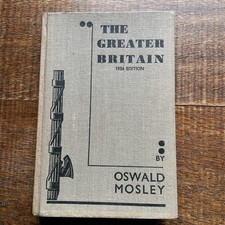 THE
GREATER
BRITAIN
1934 EDITION
BY
OSWALD
MOSLEY